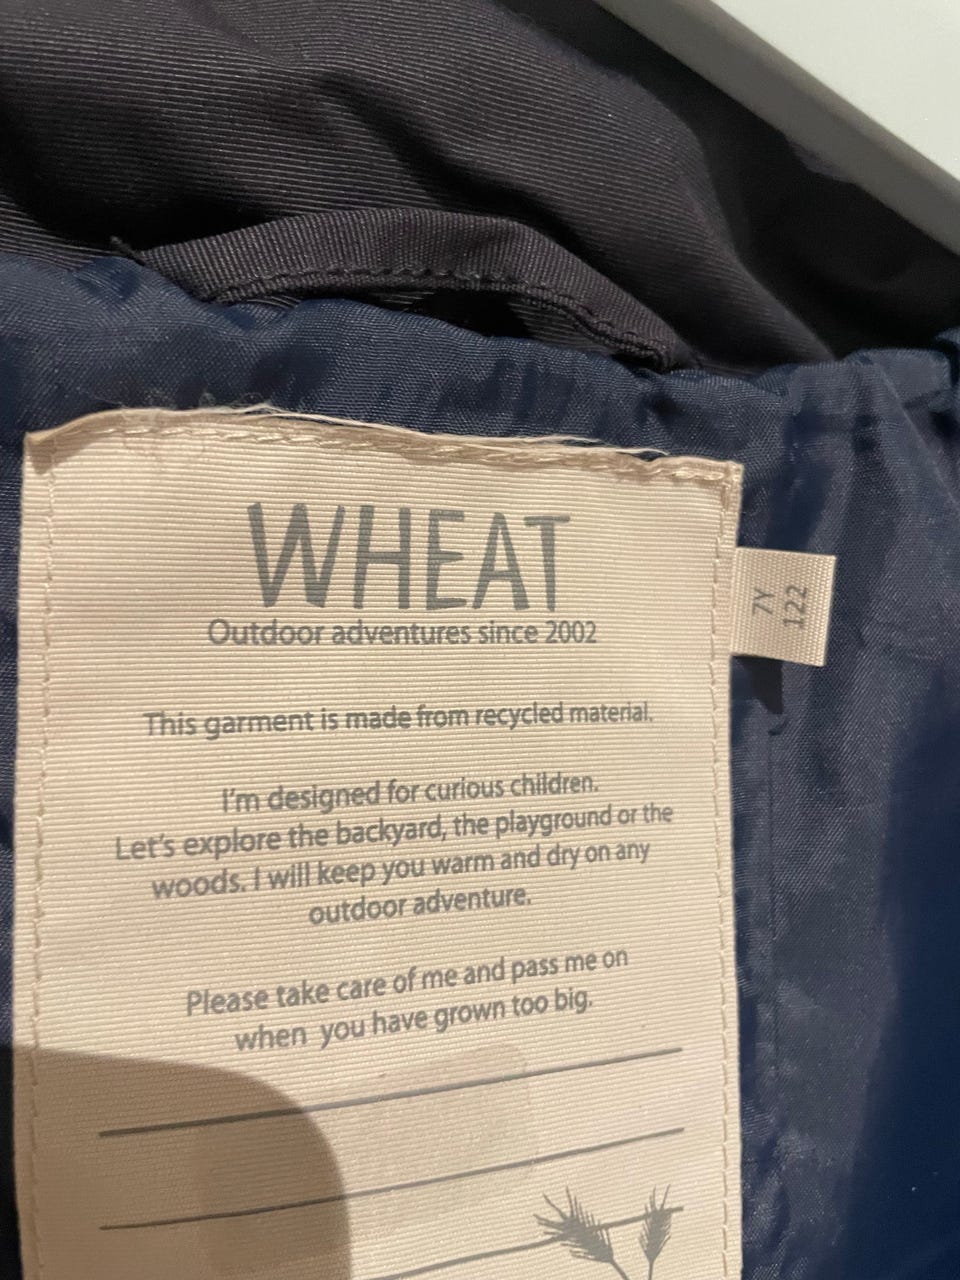 WHEAT
Outdoor adventures since 2002
7Y
122
This garment is made from recycled material.
I'm designed for curious children.
Let's explore the backyard, the playground or the
woods. I will keep you warm and dry on any
outdoor adventure.
Please take care of me and pass me on
when you have grown too big.